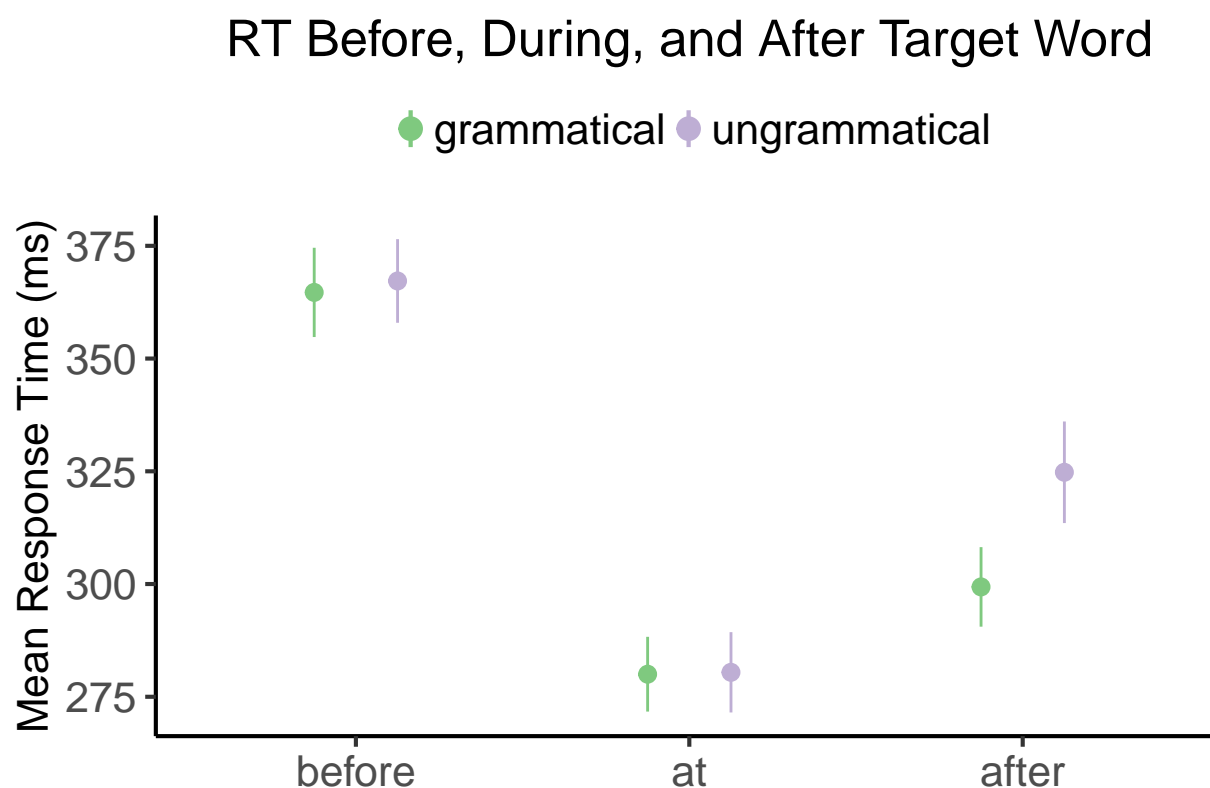 RT Before, During, and After Target Word
grammatical ungrammatical
Mean Response Time (ms)
375
350
325
300
275
before at after